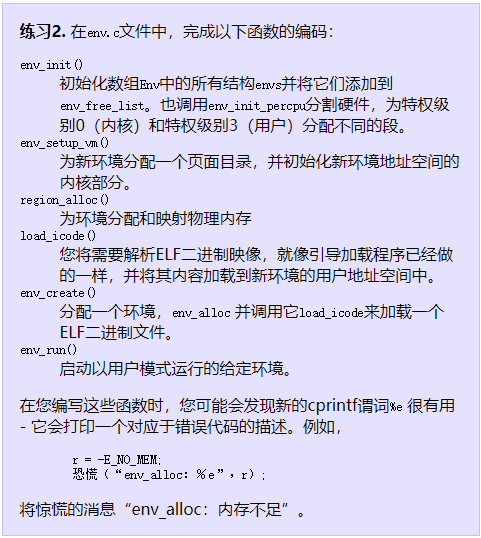 练习2. 在env.c文件中，完成以下函数的编码：
env_init()
初始化数组Env中的所有结构envs并将它们添加到
env_free_list。也调用env_init_percpu分割硬件，为特权级
别0（内核）和特权级别3（用户）分配不同的段。
env_setup_vm()
为新环境分配一个页面目录，并初始化新环境地址空间的
内核部分。
region_alloc()
为环境分配和映射物理内存
load_icode()
您将需要解析ELF二进制映像，就像引导加载程序已经做
的一样，并将其内容加载到新环境的用户地址空间中。
env_create()
分配一个环境，env_alloc 并调用它load_icode来加载一个
ELF二进制文件。
env_run()
启动以用户模式运行的给定环境。
在您编写这些函数时，您可能会发现新的cprintf谓词%e 很有用
- 它会打印一个对应于错误代码的描述。例如，
r = -E_NO_MEM;
恐慌（“env_alloc：％e”，r）;
将惊慌的消息“env_alloc：内存不足”。